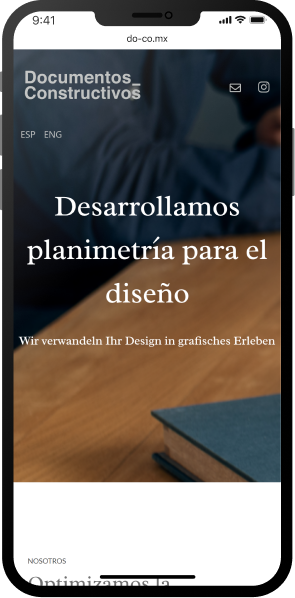 9:41
do-co.mx
Documentos_
Constructivos
ESP ENG
Desarrollamos
planimetría para el
diseño
Wir verwandeln Ihr Design in grafisches Erleben
NOSOTROS
Optimizamos la